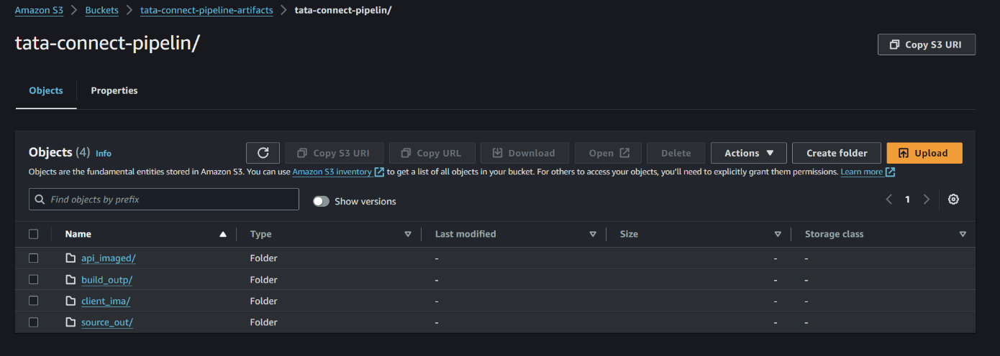 Amazon S3 > Buckets > tata-connect-pipeline-artifacts > tata-connect-pipelin/
tata-connect-pipelin/
Copy S3 URI
Objects Properties
Objects (4) Info
Copy S3 URI Copy URL Download Open Delete Actions Create folder Upload
Objects are the fundamental entities stored in Amazon S3. You can use Amazon S3 inventory to get a list of all objects in your bucket. For others to access your objects, you'll need to explicitly grant them permissions. Learn more
Find objects by prefix Show versions 1
Name Type Last modified Size Storage class
api_imaged/ Folder - - -
build_outp/ Folder - - -
client_ima/ Folder - - -
source_out/ Folder - - -